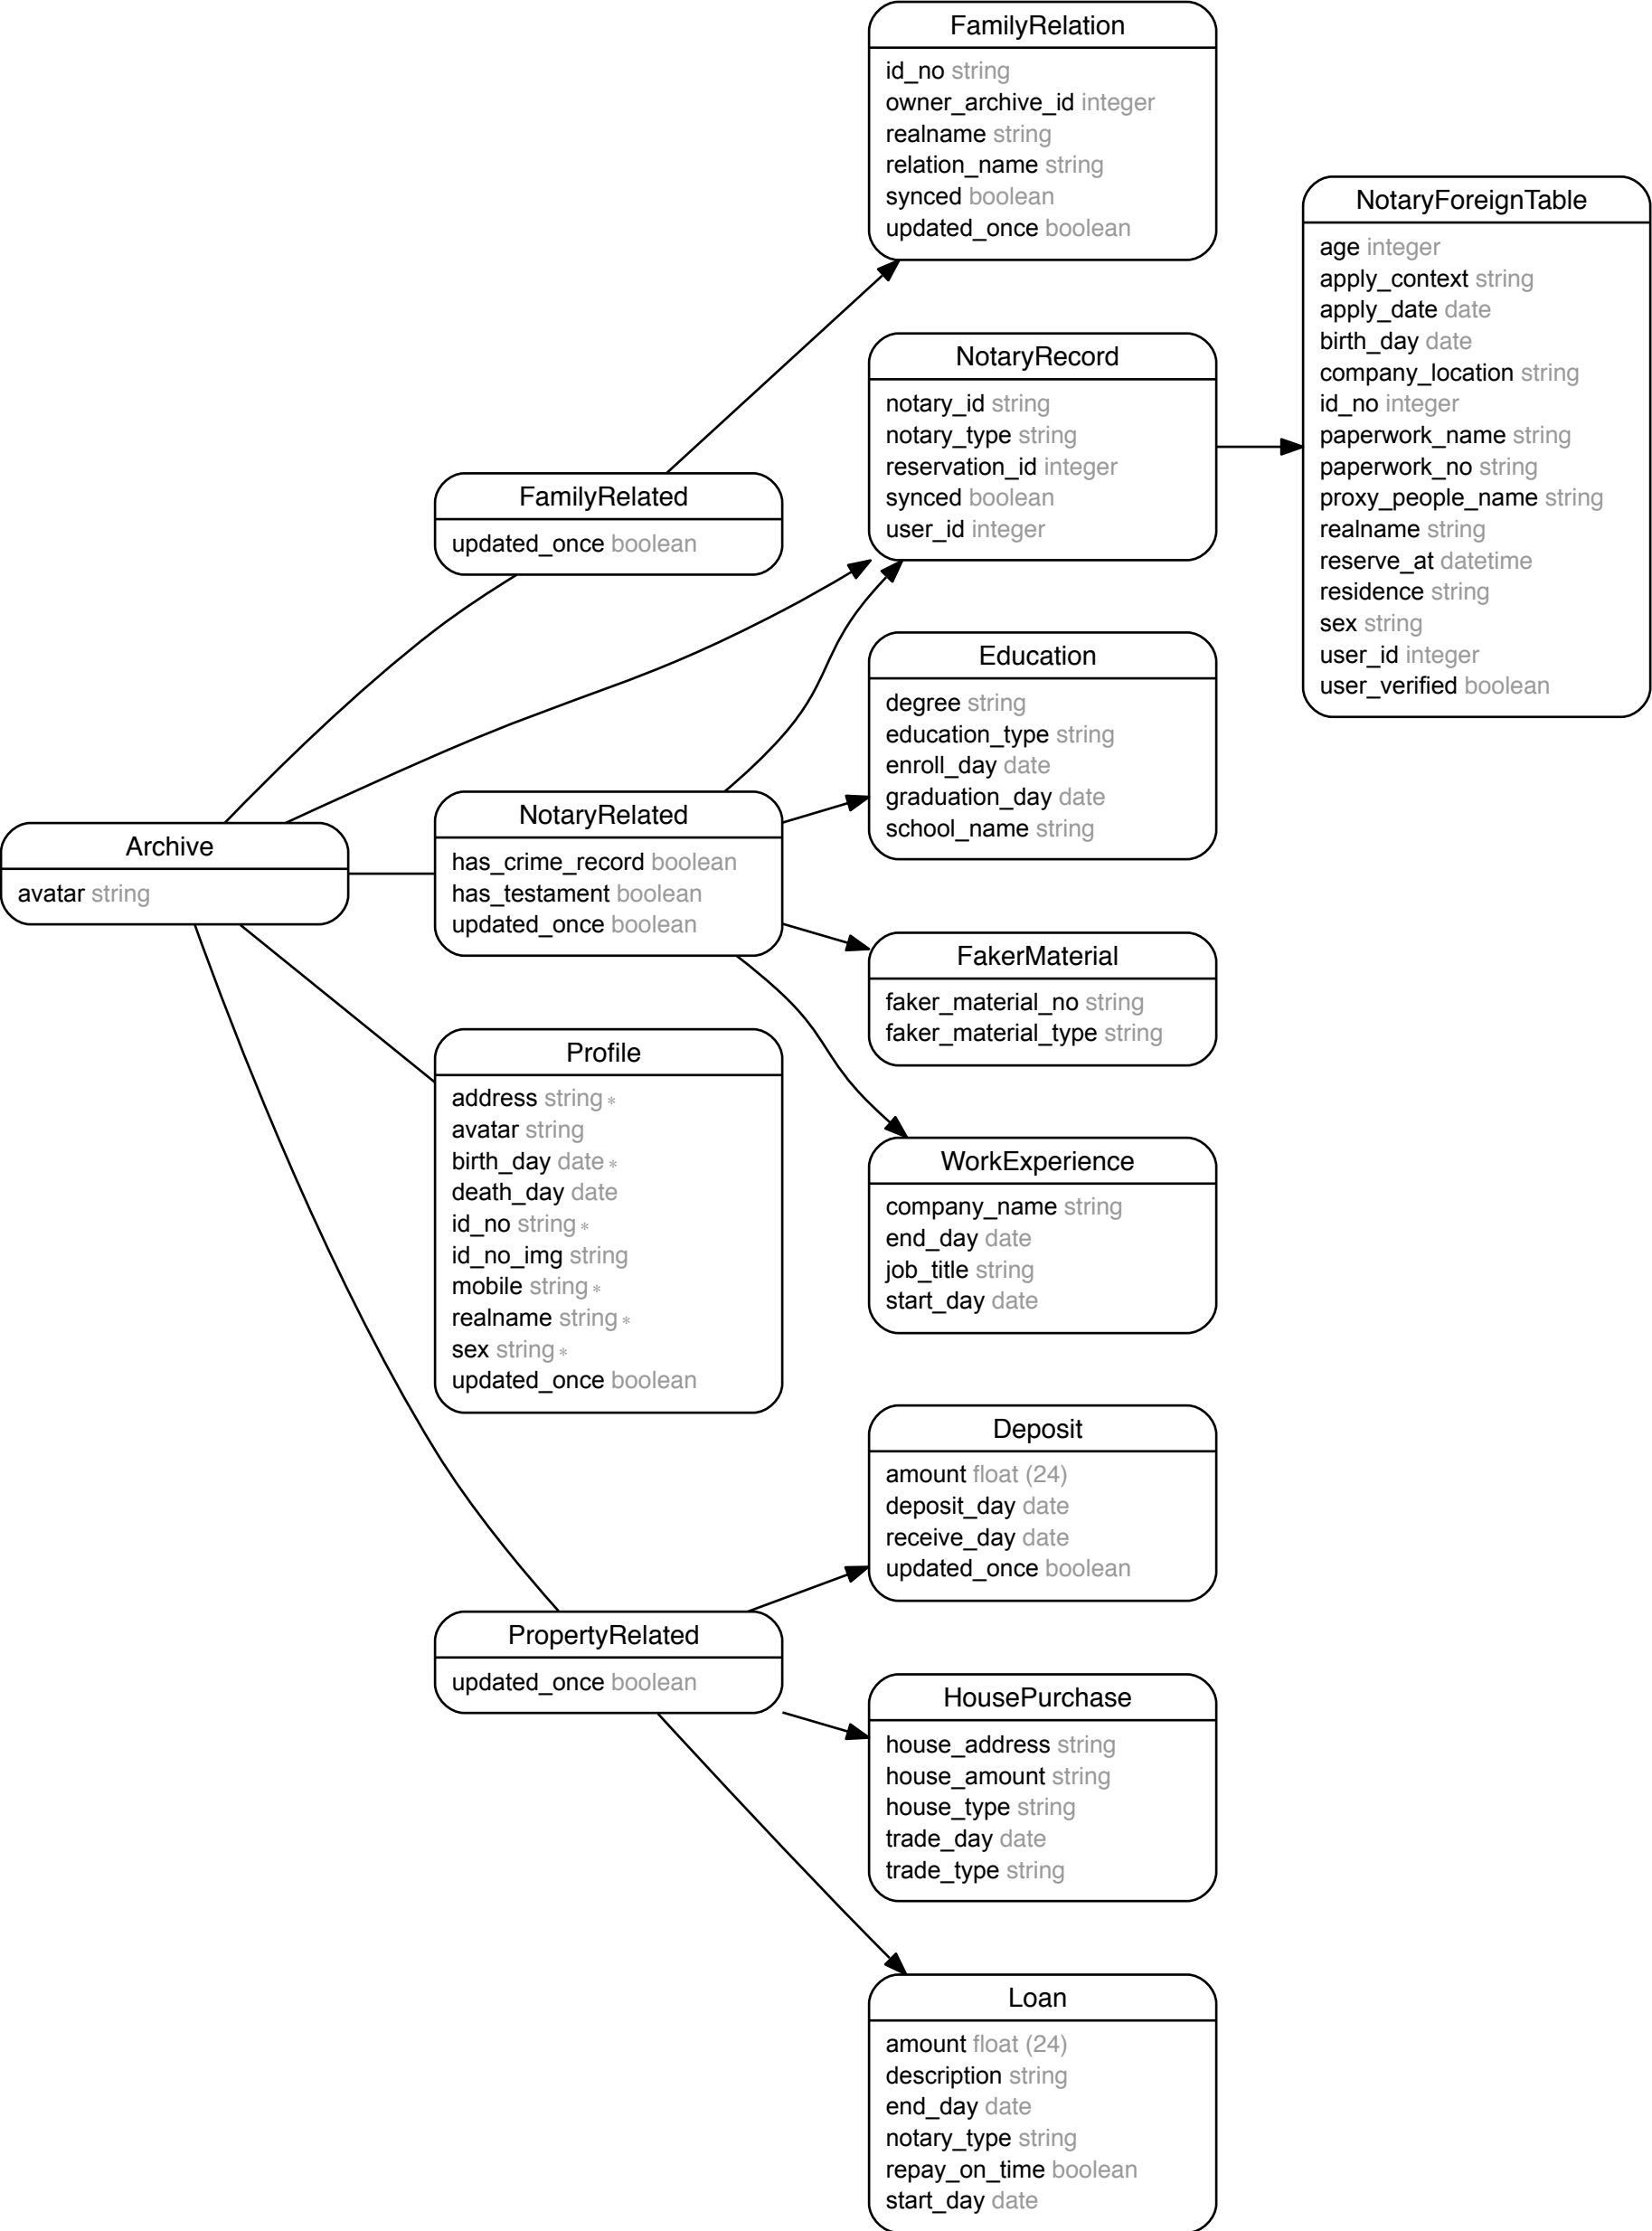 FamilyRelation
id_no string
owner_archive_id integer
realname string
relation_name string
synced boolean
updated_once boolean
NotaryForeignTable
age integer
apply_context string
apply_date date
birth_day date
company_location string
id_no integer
paperwork_name string
paperwork_no string
proxy_people_name string
realname string
reserve_at datetime
residence string
sex string
user_id integer
user_verified boolean
NotaryRecord
notary_id string
notary_type string
reservation_id integer
synced boolean
user_id integer
FamilyRelated
updated_once boolean
Education
degree string
education_type string
enroll_day date
graduation_day date
school_name string
NotaryRelated
has_crime_record boolean
has_testament boolean
updated_once boolean
Archive
avatar string
FakerMaterial
faker_material_no string
faker_material_type string
Profile
address string *
avatar string
birth_day date *
death_day date
id_no string *
id_no_img string
mobile string *
realname string *
sex string *
updated_once boolean
WorkExperience
company_name string
end_day date
job_title string
start_day date
Deposit
amount float (24)
deposit_day date
receive_day date
updated_once boolean
PropertyRelated
updated_once boolean
HousePurchase
house_address string
house_amount string
house_type string
trade_day date
trade_type string
Loan
amount float (24)
description string
end_day date
notary_type string
repay_on_time boolean
start_day date